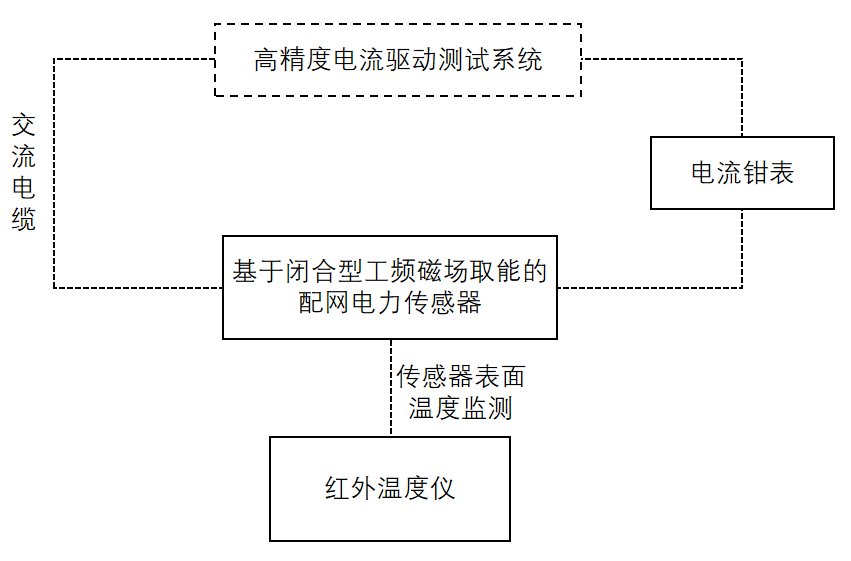 高精度电流驱动测试系统
交流电缆
电流钳表
基于闭合型工频磁场取能的
配网电力传感器
传感器表面
温度监测
红外温度仪